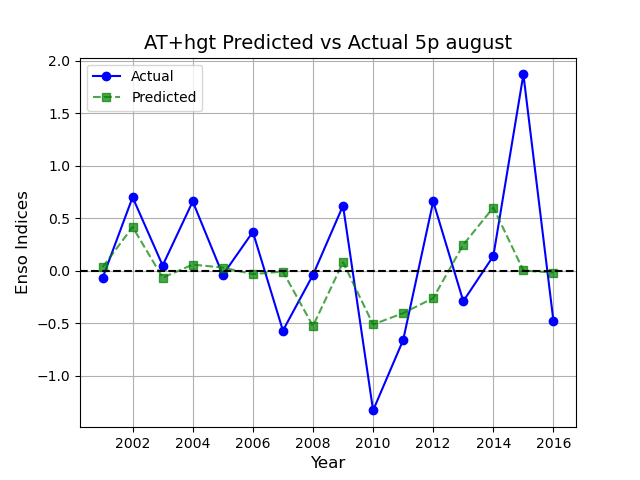 AT+hgt Predicted vs Actual 5p august
Actual
Predicted
Enso Indices
2.0
1.5
1.0
0.5
0.0
−0.5
−1.0
2002 2004 2006 2008 2010 2012 2014 2016
Year